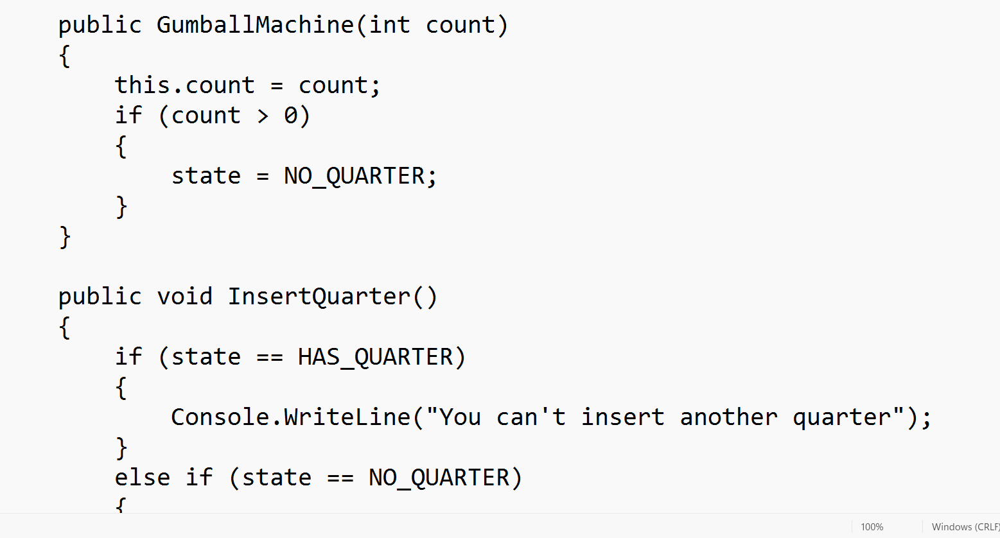 public GumballMachine(int count)
{
    this.count = count;
    if (count > 0)
    {
        state = NO_QUARTER;
    }
}

public void InsertQuarter()
{
    if (state == HAS_QUARTER)
    {
        Console.WriteLine("You can't insert another quarter");
    }
    else if (state == NO_QUARTER)
    {
100% Windows (CRLF)